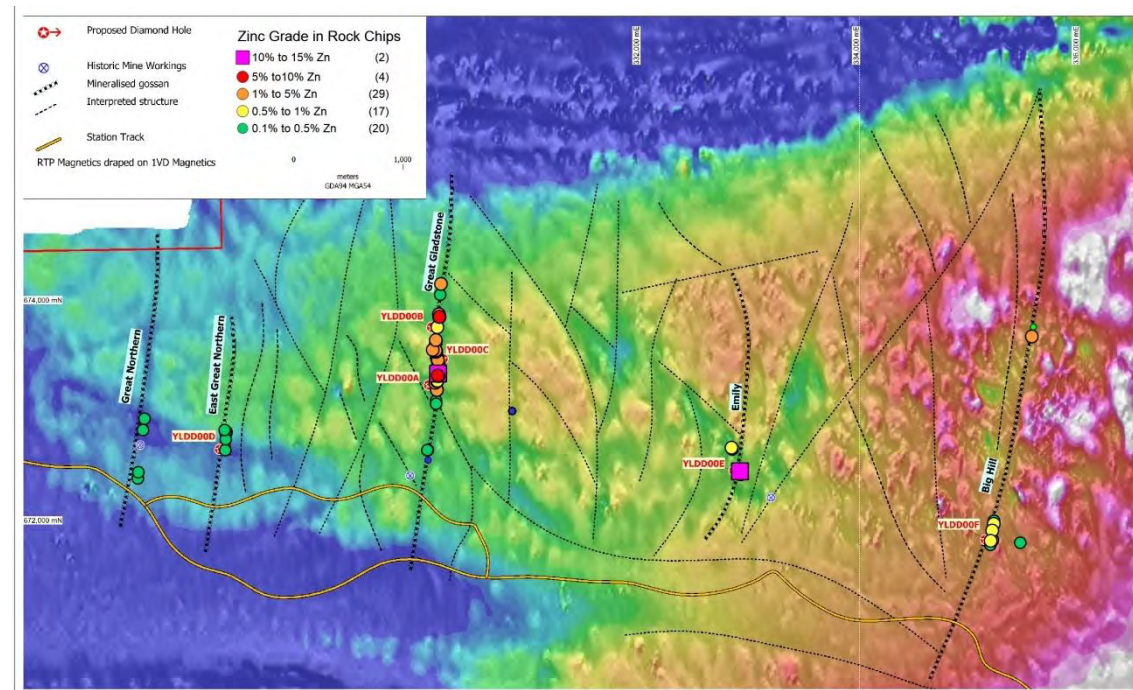 Proposed Diamond Hole
Historic Mine Workings
Mineralised gossan
Interpreted structure
Station Track
RTP Magnetics draped on 1VD Magnetics
Zinc Grade in Rock Chips
10% to 15% Zn (2)
5% to10% Zn (4)
1% to 5% Zn (29)
0.5% to 1% Zn (17)
0.1% to 0.5% Zn (20)
0 1,000
meters
GDA94 MGA54
332,000 mE
334,000 mE
336,000 mE
674,000 mN
672,000 mN
Great Northern
East Great Northern
Great Gladstone
Emily
Big Hill
YLDD00B
YLDD00C
YLDD00A
YLDD00D
YLDD00E
YLDD00F